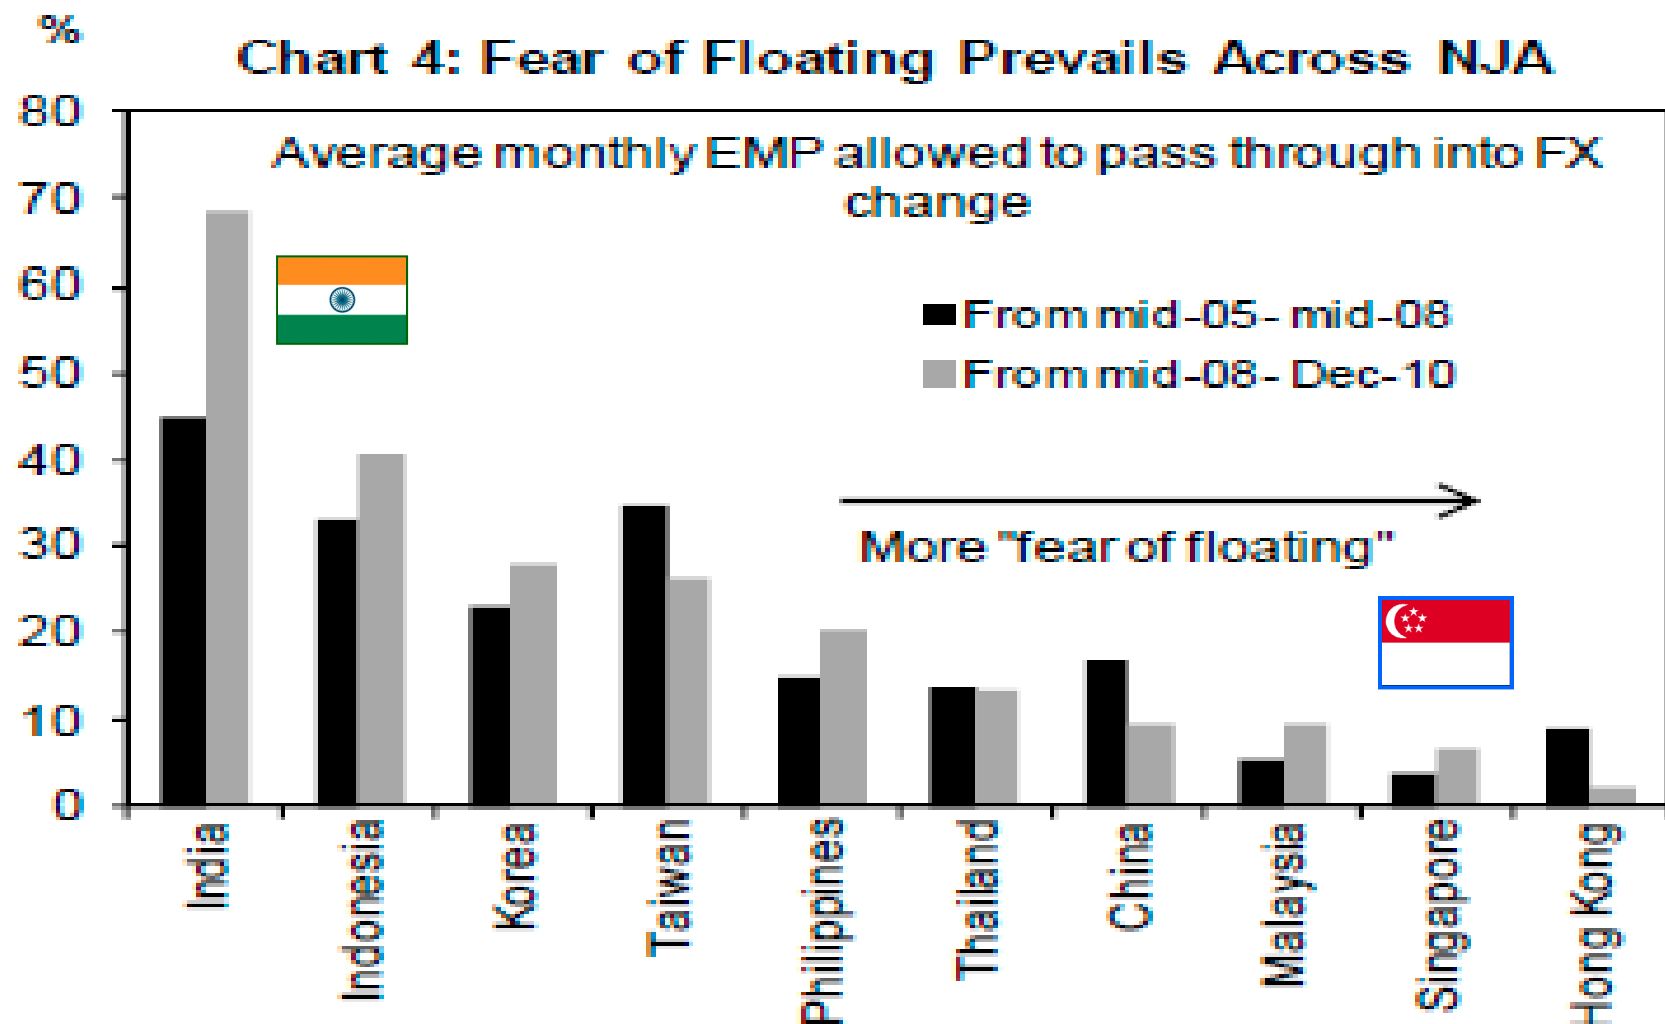 %
Chart 4: Fear of Floating Prevails Across NJA
80
70
60
50
40
30
20
10
0
Average monthly EMP allowed to pass through into FX
change
From mid-05- mid-08
From mid-08- Dec-10
More "fear of floating"
India
Indonesia
Korea
Taiwan
Philippines
Thailand
China
Malaysia
Singapore
Hong Kong